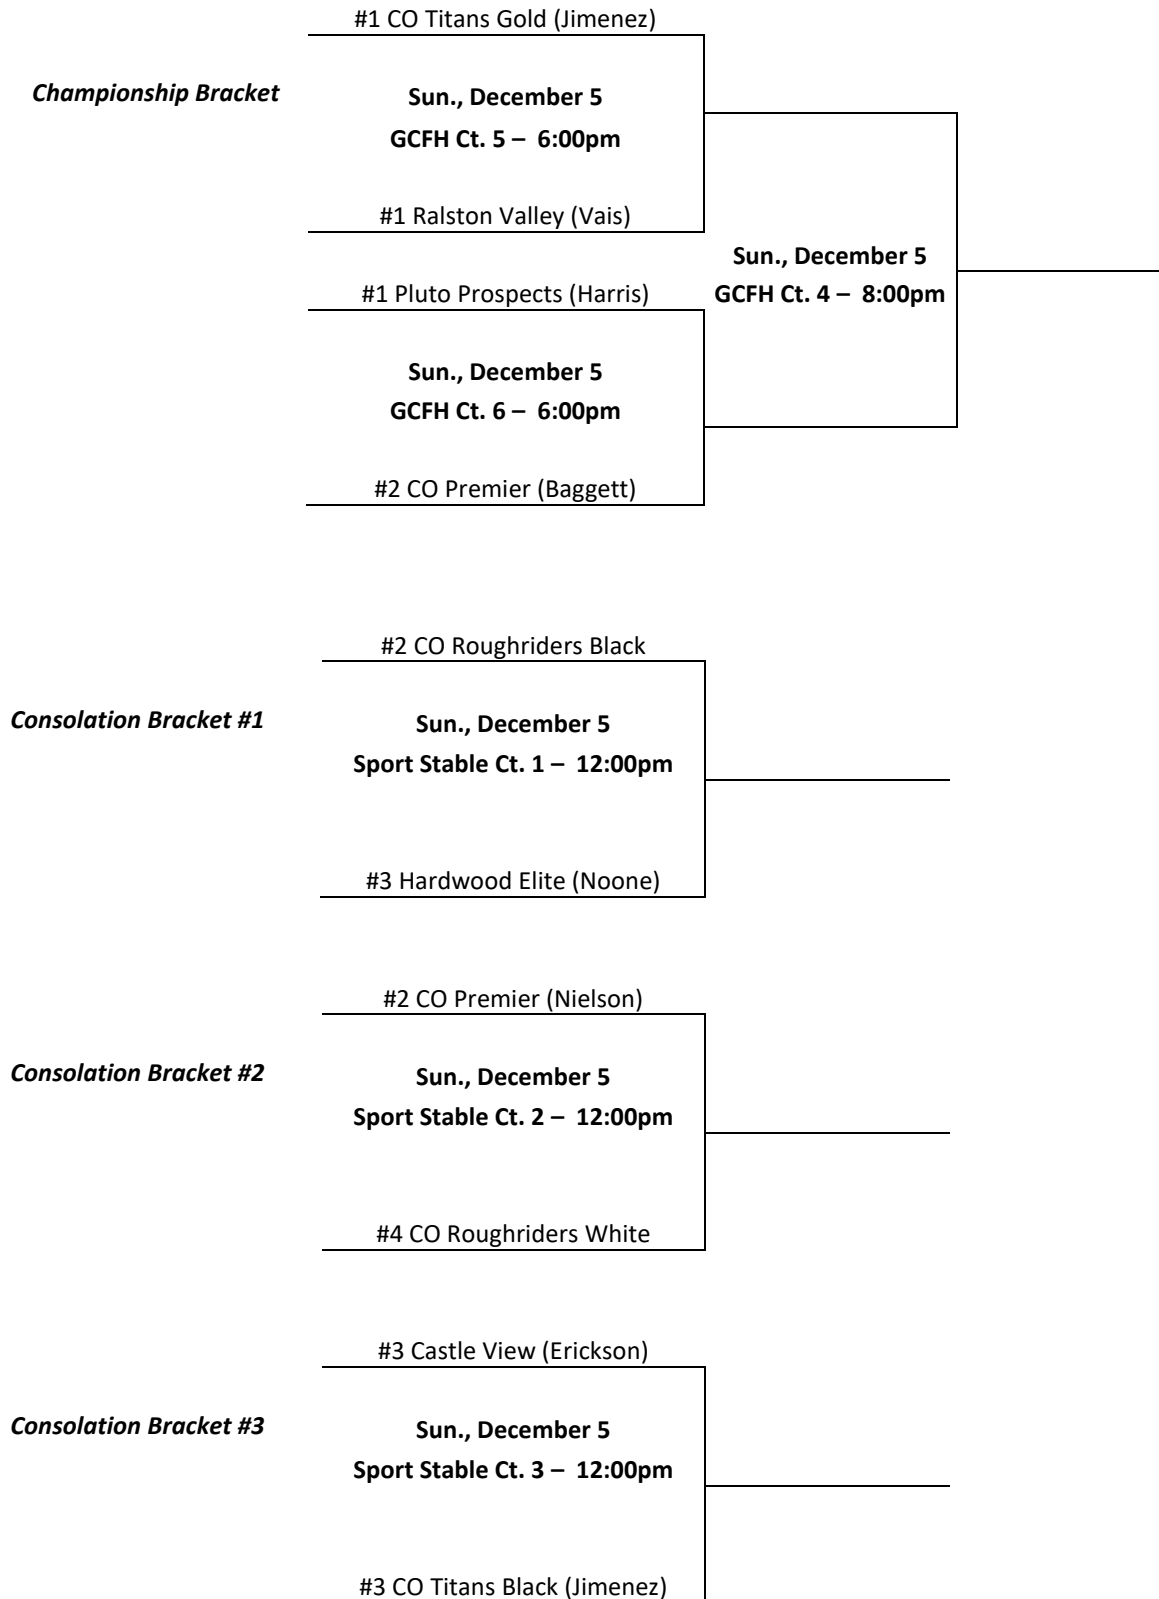 #1 CO Titans Gold (Jimenez)
Championship Bracket
Sun., December 5
GCFH Ct. 5 – 6:00pm
#1 Ralston Valley (Vais)
Sun., December 5
GCFH Ct. 4 – 8:00pm
#1 Pluto Prospects (Harris)
Sun., December 5
GCFH Ct. 6 – 6:00pm
#2 CO Premier (Baggett)
#2 CO Roughriders Black
Consolation Bracket #1
Sun., December 5
Sport Stable Ct. 1 – 12:00pm
#3 Hardwood Elite (Noone)
#2 CO Premier (Nielson)
Consolation Bracket #2
Sun., December 5
Sport Stable Ct. 2 – 12:00pm
#4 CO Roughriders White
#3 Castle View (Erickson)
Consolation Bracket #3
Sun., December 5
Sport Stable Ct. 3 – 12:00pm
#3 CO Titans Black (Jimenez)